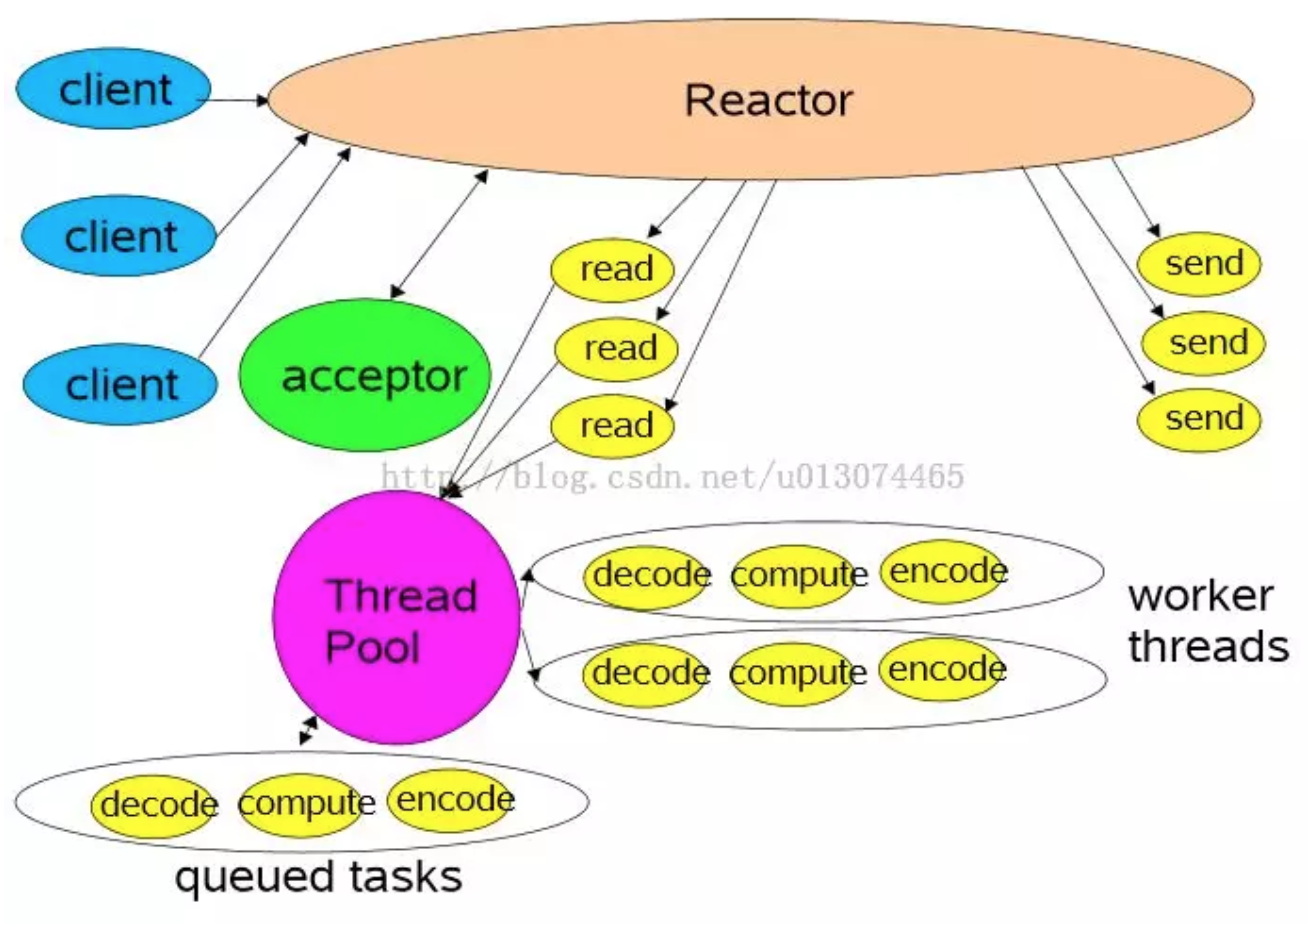 client
Reactor
client
client
acceptor
read
read
read
send
send
send
http://blog.csdn.net/u013074465
Thread
Pool
decode compute encode
decode compute encode
worker
threads
decode compute encode
queued tasks